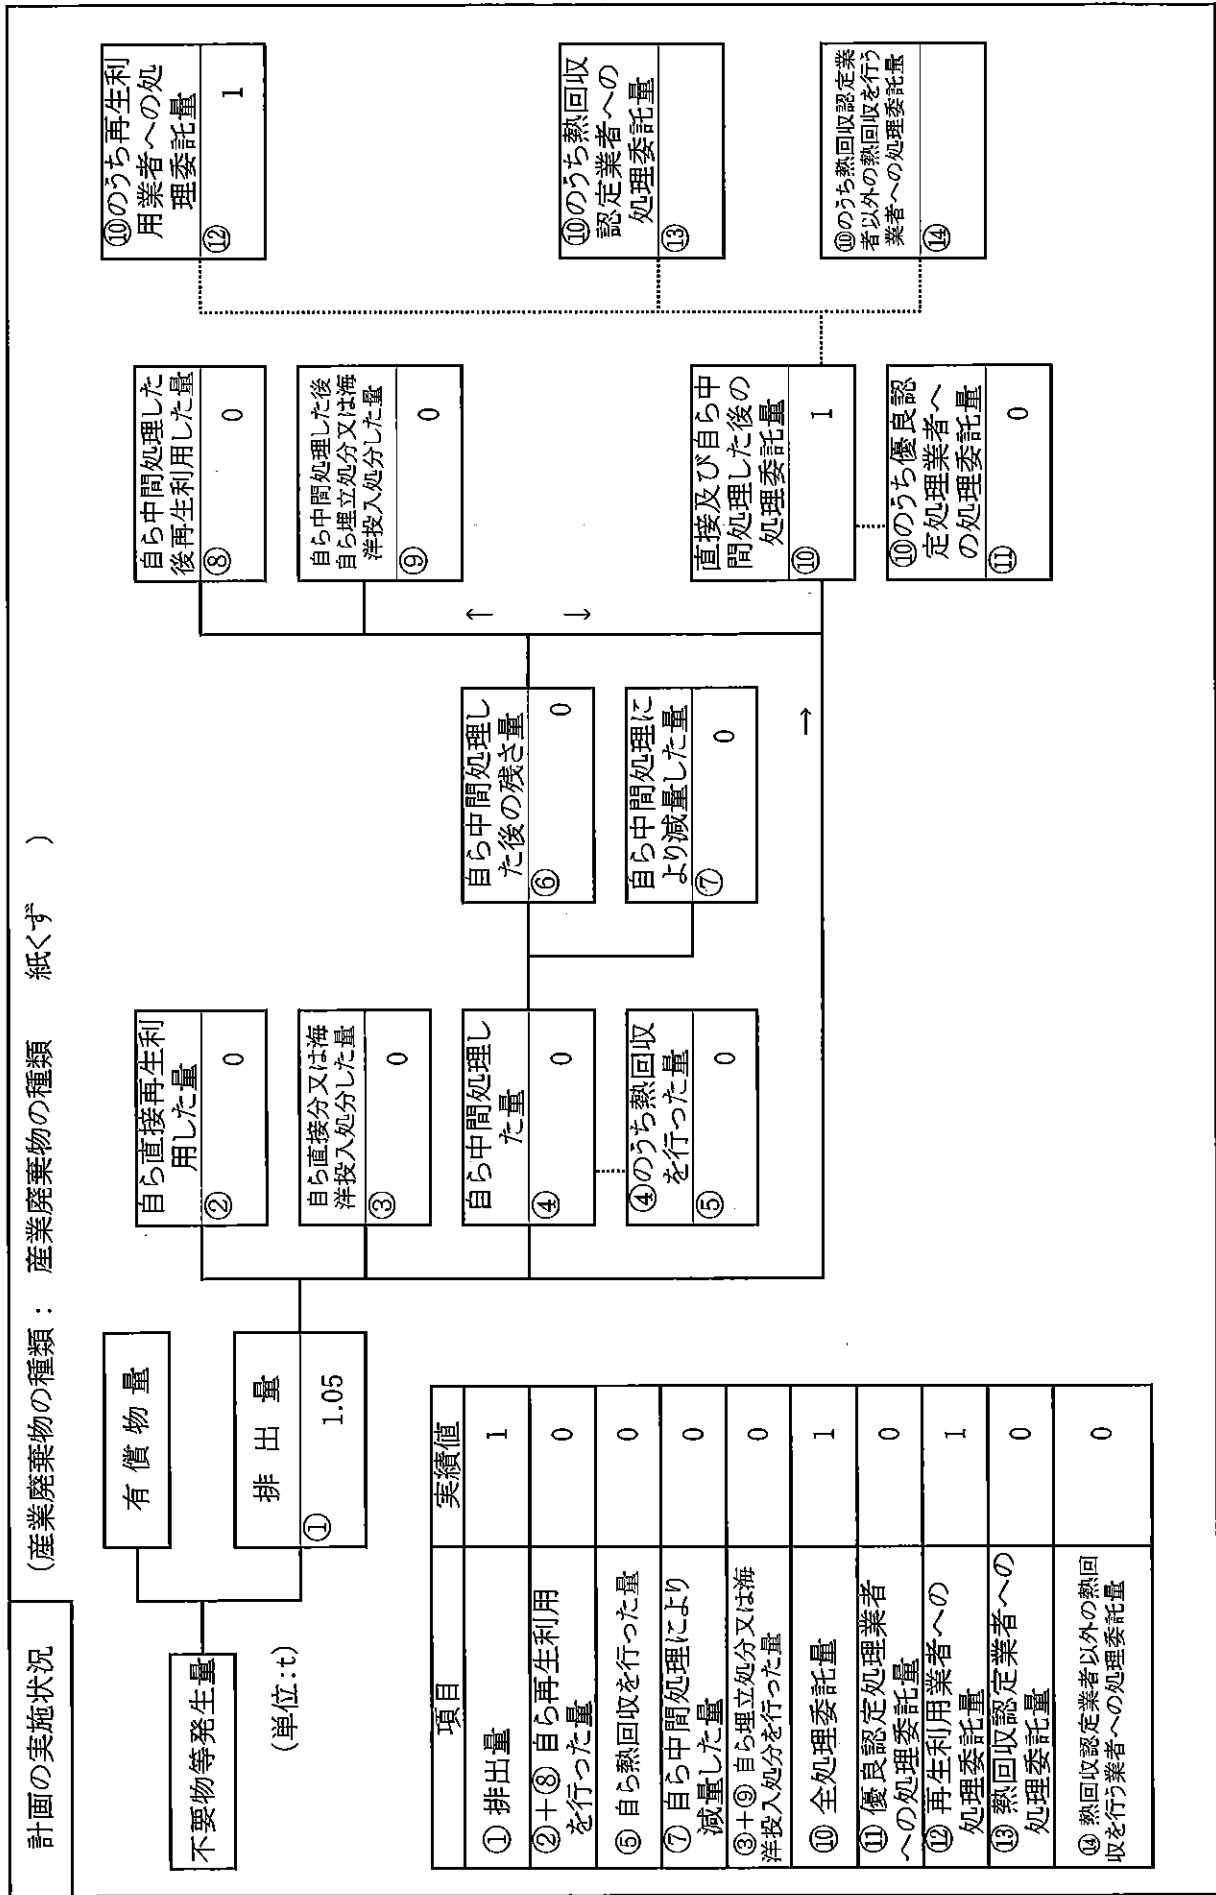 計画の実施状況
(産業廃棄物の種類： 産業廃棄物の種類 紙くず )
不要物等発生量
(単位:t)
有償物量
排出量
① 1.05
自ら直接再生利
用した量
② 0
自ら直接分又は海
洋投入処分した量
③ 0
自ら中間処理し
た量
④ 0
④のうち熱回収
を行った量
⑤ 0
自ら中間処理し
た後の残さ量
⑥ 0
自ら中間処理に
より減量した量
⑦ 0
↑
↓
→
自ら中間処理した
後再生利用した量
⑧ 0
自ら中間処理した後
自ら埋立処分又は海
洋投入処分した量
⑨ 0
直接及び自ら中
間処理した後の
処理委託量
⑩ 1
⑩のうち優良認
定処理業者へ
の処理委託量
⑪ 0
⑩のうち再生利
用業者への処
理委託量
⑫ 1
⑩のうち熱回収
認定業者への
処理委託量
⑬
⑩のうち熱回収認定業
者以外の熱回収を行う
業者への処理委託量
⑭
項目 実績値
① 排出量 1
②+⑧ 自ら再生利用
を行った量 0
⑤ 自ら熱回収を行った量 0
⑦ 自ら中間処理により
減量した量 0
③+⑨ 自ら埋立処分又は海
洋投入処分を行った量 0
⑩ 全処理委託量 1
⑪ 優良認定処理業者
への処理委託量 0
⑫ 再生利用業者への
処理委託量 1
⑬ 熱回収認定業者への
処理委託量 0
⑭ 熱回収認定業者以外の熱回
収を行う業者への処理委託量 0